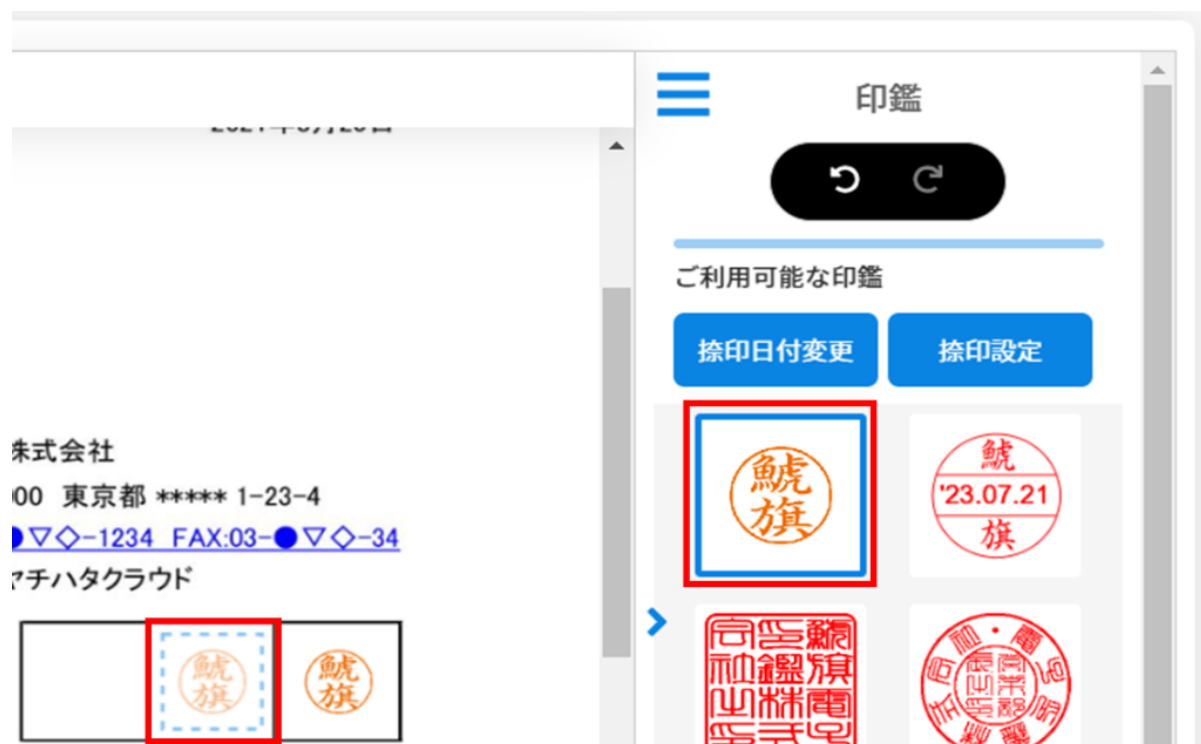 印鑑
ご利用可能な印鑑
捺印日付変更
捺印設定
鯱旗
鯱
'23.07.21
旗
株式会社
00 東京都 ***** 1-23-4
●▽◇-1234 FAX:03-●▽◇-34
ヤチハタクラウド
鯱旗
鯱旗